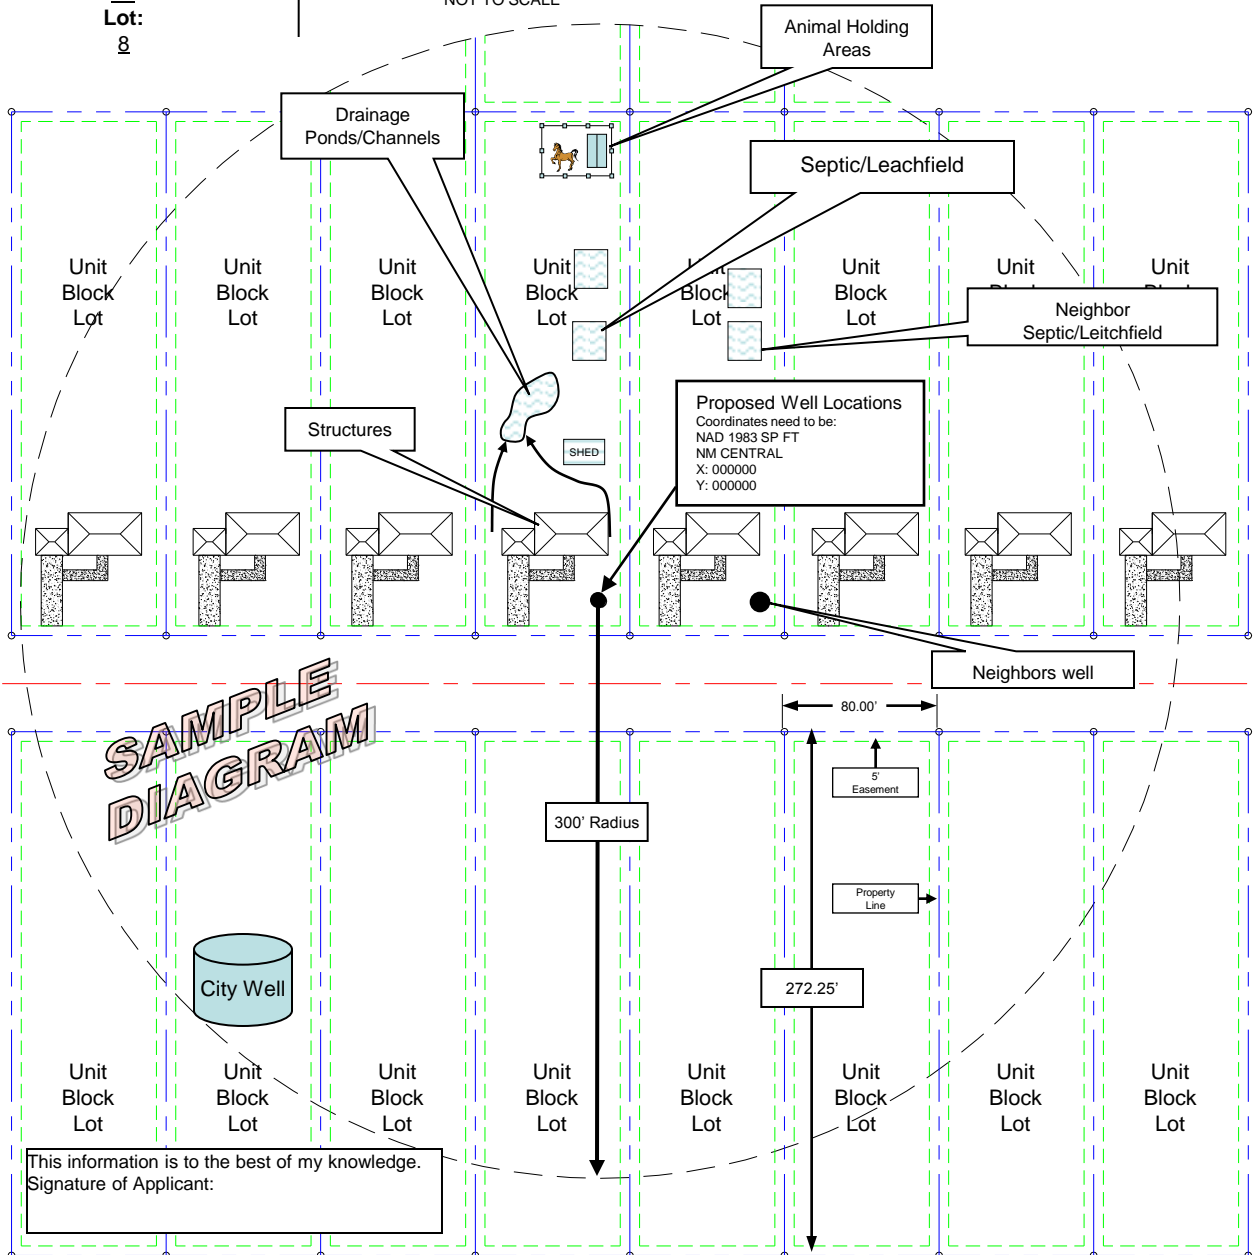 Lot:
8
NOT TO SCALE
Animal Holding
Areas
Drainage
Ponds/Channels
Septic/Leachfield
Unit
Block
Lot
Unit
Block
Lot
Unit
Block
Lot
Unit
Block
Lot
Unit
Block
Lot
Unit
Block
Lot
Unit
Block
Unit
Block
Neighbor
Septic/Leitchfield
Proposed Well Locations
Coordinates need to be:
NAD 1983 SP FT
NM CENTRAL
X: 000000
Y: 000000
Structures
SHED
Neighbors well
SAMPLE
DIAGRAM
80.00'
5'
Easement
300' Radius
Property
Line
City Well
272.25'
Unit
Block
Lot
Unit
Block
Lot
Unit
Block
Lot
Unit
Block
Lot
Unit
Block
Lot
Unit
Block
Lot
Unit
Block
Lot
Unit
Block
Lot
This information is to the best of my knowledge.
Signature of Applicant: